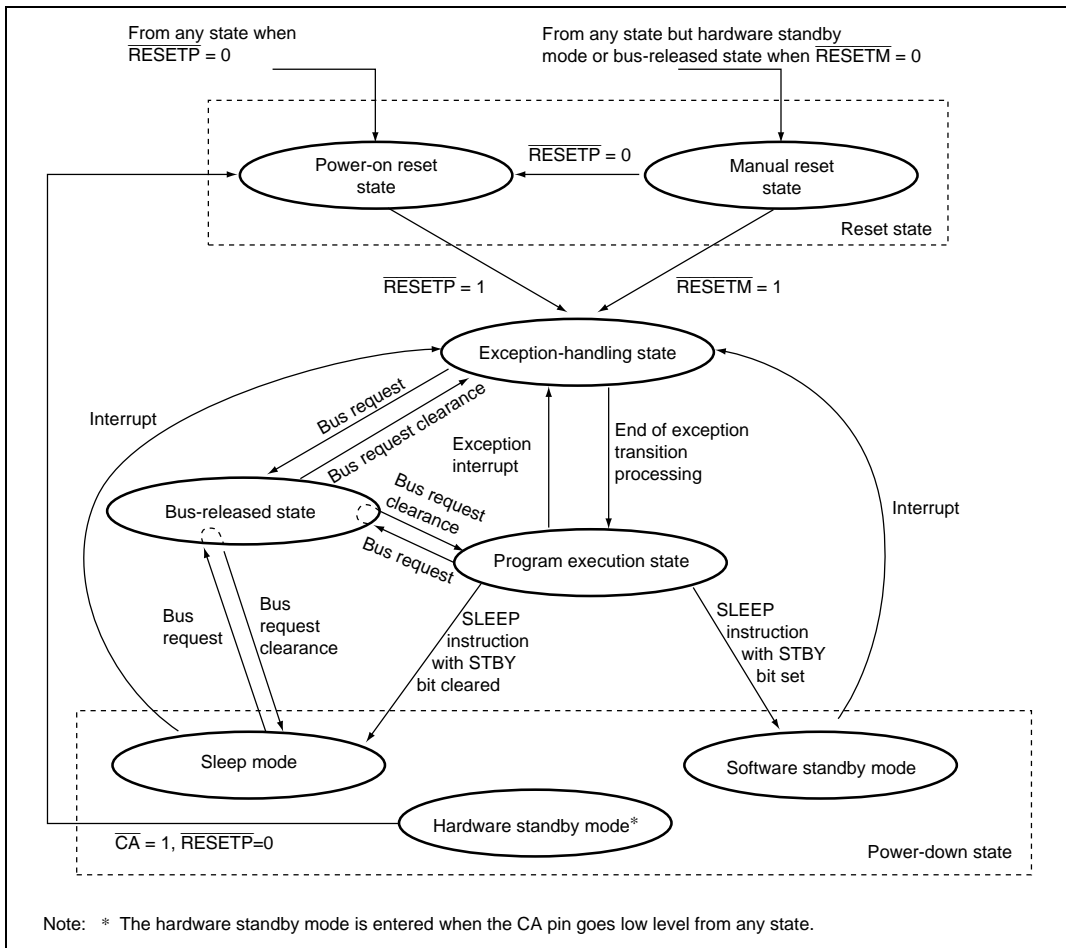 From any state when
RESETP = 0
From any state but hardware standby
mode or bus-released state when RESETM = 0
Power-on reset
state
RESETP = 0
Manual reset
state
Reset state
RESETP = 1
RESETM = 1
Exception-handling state
Interrupt
Bus request
Bus request clearance
Exception
interrupt
End of exception
transition
processing
Interrupt
Bus-released state
Bus request
clearance
Bus request
Program execution state
Bus
request
Bus
request
clearance
SLEEP
instruction
with STBY
bit cleared
SLEEP
instruction
with STBY
bit set
Sleep mode
Software standby mode
Hardware standby mode*
CA = 1, RESETP=0
Power-down state
Note: * The hardware standby mode is entered when the CA pin goes low level from any state.